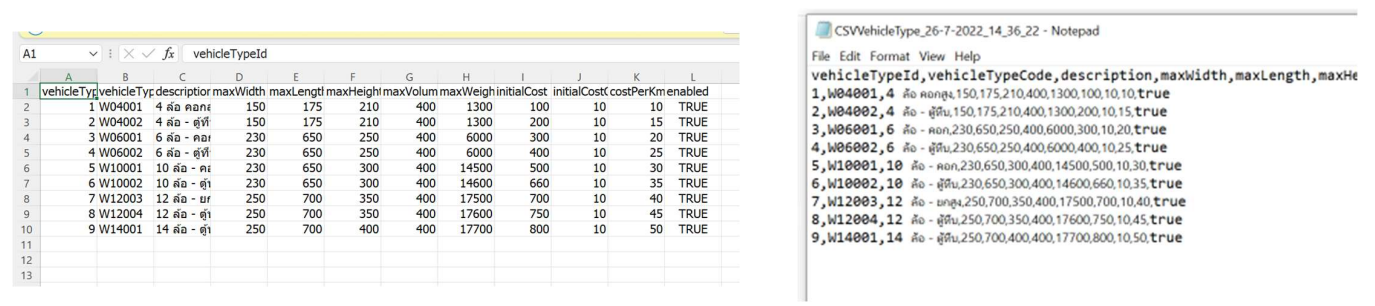 A1 fx vehicleTypeId
A B C D E F G H I J K L
1 vehicleTyp vehicleTyp description maxWidth maxLengtl maxHeight maxVolum maxWeigh initialCost initialCostC costPerKm enabled
2 1 W04001 4 ล้อ คอกส 150 175 210 400 1300 100 10 10 TRUE
3 2 W04002 4 ล้อ - ตู้ที 150 175 210 400 1300 200 10 15 TRUE
4 3 W06001 6 ล้อ - คอก 230 650 250 400 6000 300 10 20 TRUE
5 4 W06002 6 ล้อ - ตู้ที 230 650 250 400 6000 400 10 25 TRUE
6 5 W10001 10 ล้อ - คอ 230 650 300 400 14500 500 10 30 TRUE
7 6 W10002 10 ล้อ - ตู้ท 230 650 300 400 14600 660 10 35 TRUE
8 7 W12003 12 ล้อ - ยก 250 700 350 400 17500 700 10 40 TRUE
9 8 W12004 12 ล้อ - ตู้ท 250 700 350 400 17600 750 10 45 TRUE
10 9 W14001 14 ล้อ - ตู้ท 250 700 400 400 17700 800 10 50 TRUE
11
12
13
CSVVehicleType_26-7-2022_14_36_22 - Notepad
File Edit Format View Help
vehicleTypeId,vehicleTypeCode,description,maxWidth,maxLength,maxHe
1,W04001,4 ล้อ คอกสูง,150,175,210,400,1300,100,10,10,true
2,W04002,4 ล้อ - ตู้ทึบ,150,175,210,400,1300,200,10,15,true
3,W06001,6 ล้อ - คอก,230,650,250,400,6000,300,10,20,true
4,W06002,6 ล้อ - ตู้ทึบ,230,650,250,400,6000,400,10,25,true
5,W10001,10 ล้อ - คอก,230,650,300,400,14500,500,10,30,true
6,W10002,10 ล้อ - ตู้ทึบ,230,650,300,400,14600,660,10,35,true
7,W12003,12 ล้อ - ยกสูง,250,700,350,400,17500,700,10,40,true
8,W12004,12 ล้อ - ตู้ทึบ,250,700,350,400,17600,750,10,45,true
9,W14001,14 ล้อ - ตู้ทึบ,250,700,400,400,17700,800,10,50,true